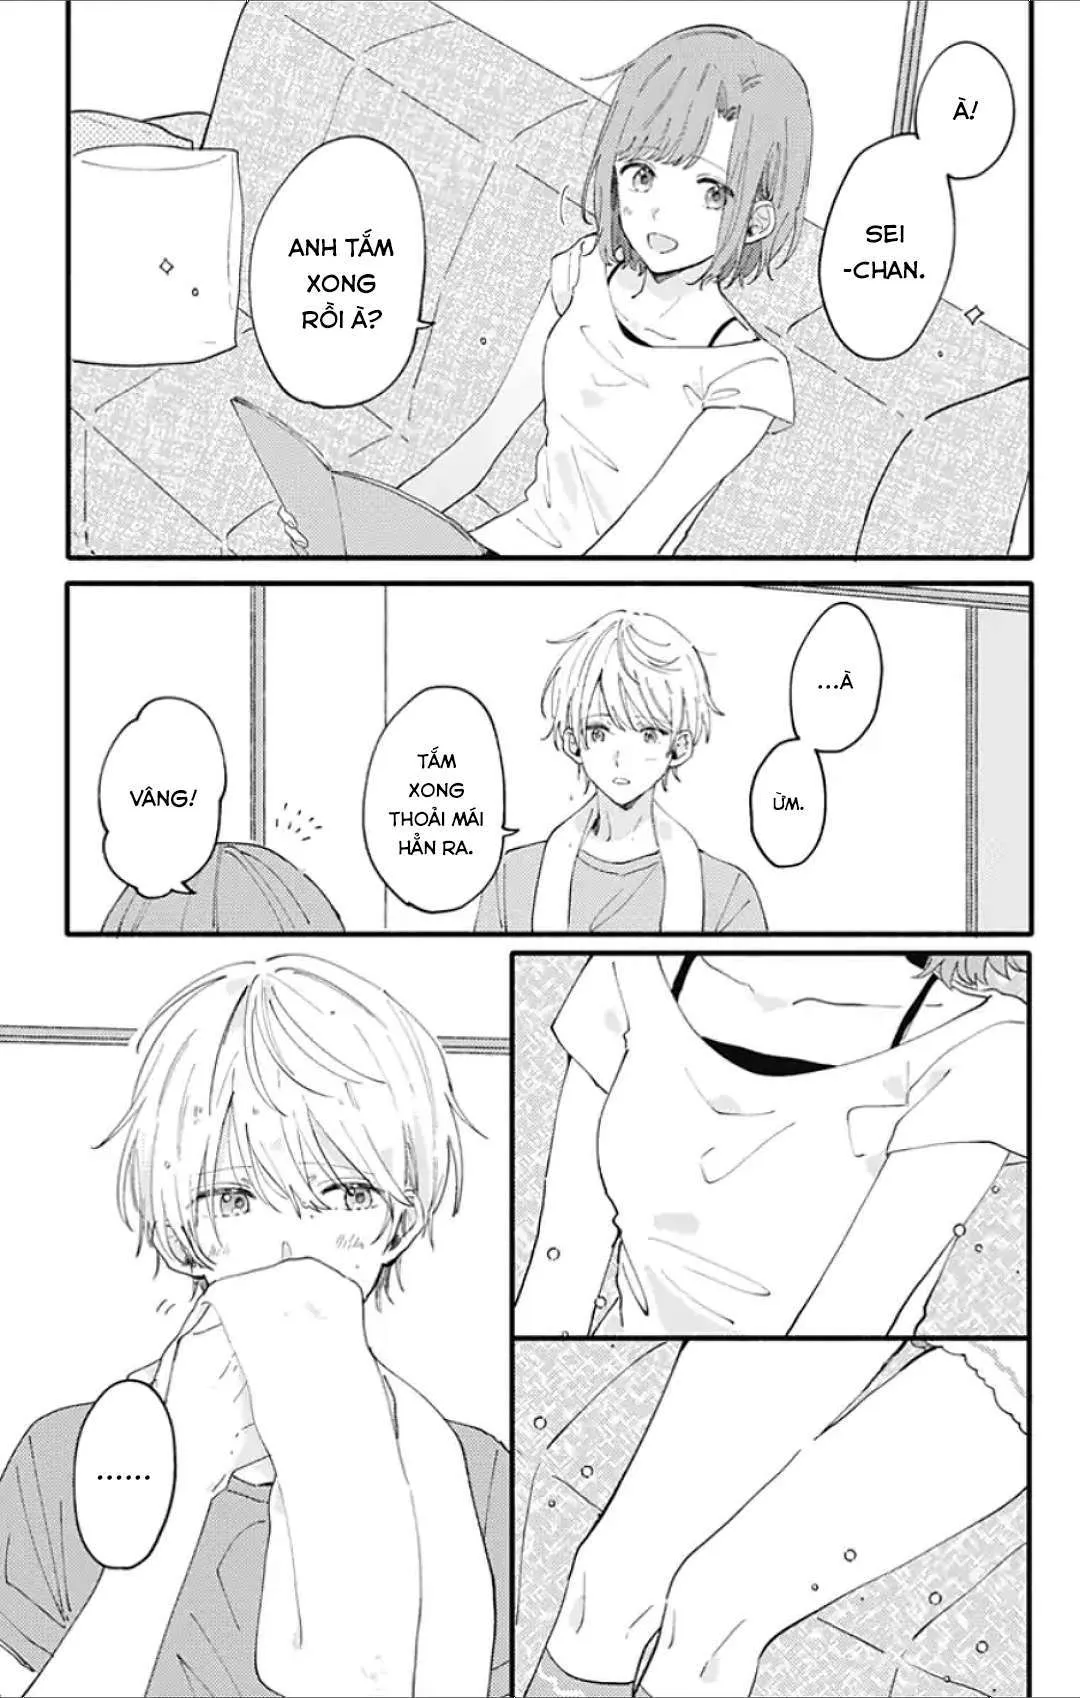 À!
SEI
-CHAN.
ANH TẮM
XONG
RỒI À?
...À
ỪM.
TẮM
XONG
THOẢI MÁI
HẲN RA.
VÂNG!
......